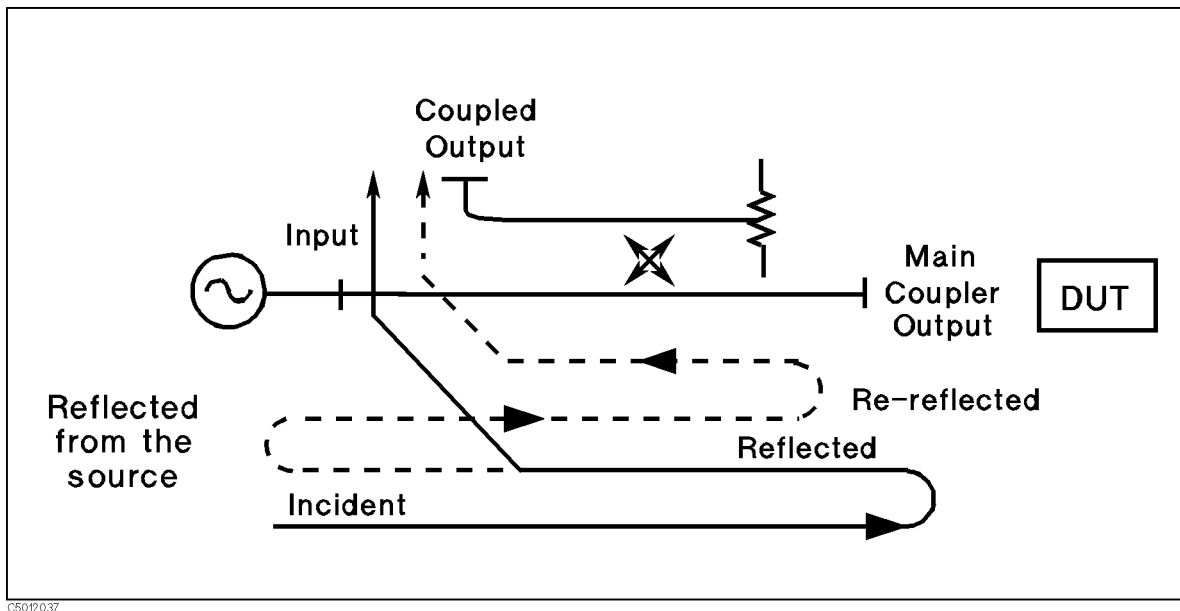 Coupled
Output
Input
Main
Coupler
Output
DUT
Re-reflected
Reflected
from the
source
Reflected
Incident
C5012037